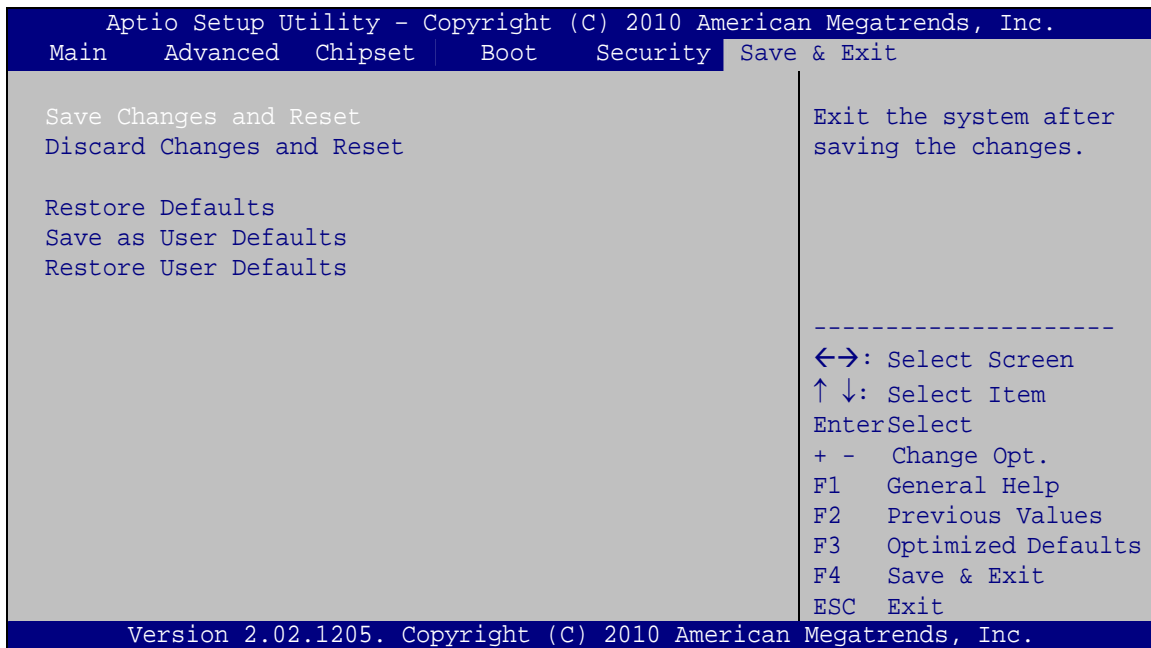 Aptio Setup Utility – Copyright (C) 2010 American Megatrends, Inc.
Main Advanced Chipset Boot Security Save & Exit
Save Changes and Reset
Discard Changes and Reset
Restore Defaults
Save as User Defaults
Restore User Defaults
Exit the system after
saving the changes.
---------------------
←→: Select Screen
↑ ↓: Select Item
EnterSelect
+ - Change Opt.
F1 General Help
F2 Previous Values
F3 Optimized Defaults
F4 Save & Exit
ESC Exit
Version 2.02.1205. Copyright (C) 2010 American Megatrends, Inc.